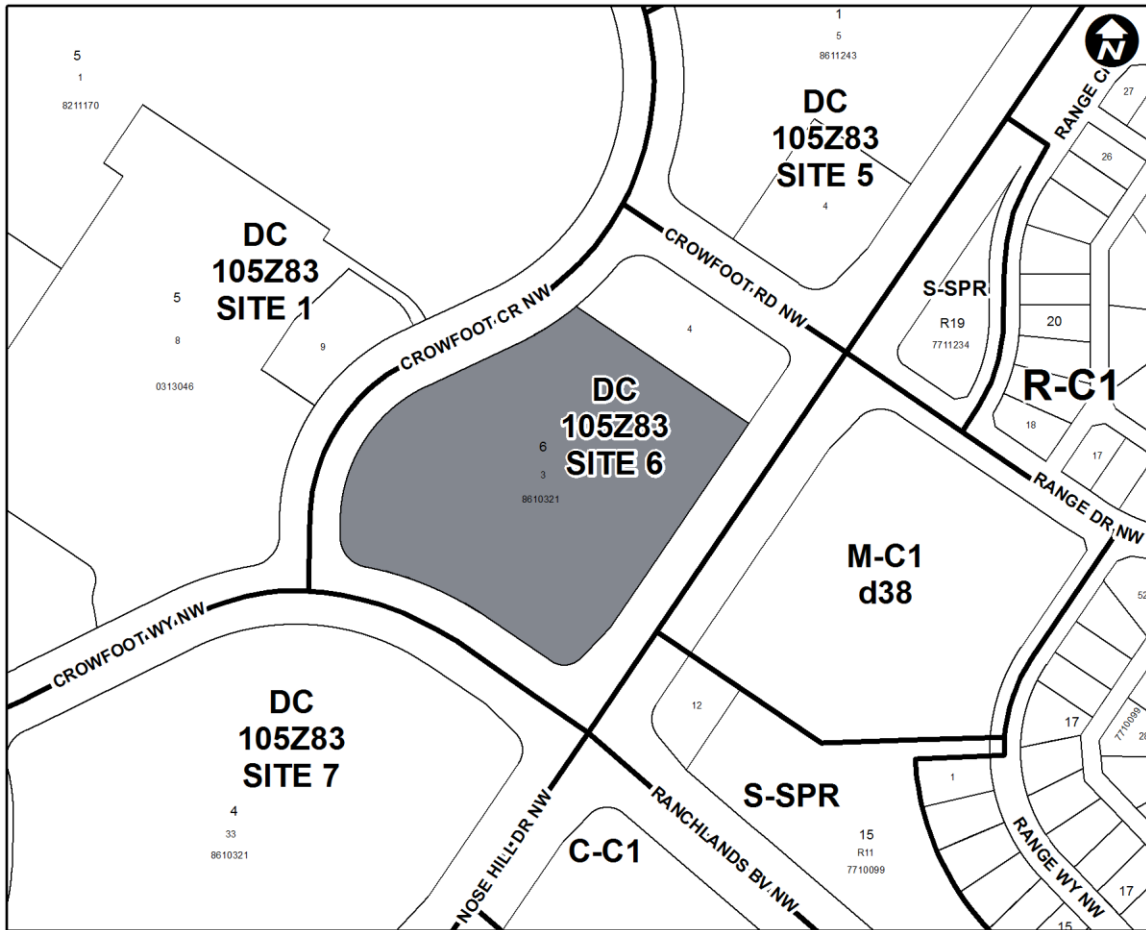 N
5
1
8211170
1
5
8611243
DC
105Z83
SITE 5
4
27
26
DC
105Z83
SITE 1
5
8
0313046
9
CROWFOOT CR NW
CROWFOOT RD NW
4
S-SPR
R19
7711234
20
R-C1
18
17
RANGE DR NW
DC
105Z83
SITE 6
6
3
8610321
M-C1
d38
52
CROWFOOT WY NW
DC
105Z83
SITE 7
4
33
8610321
12
17
7710099
28
1
S-SPR
15
R11
7710099
NOSE HILL DR NW
C-C1
RANCHLANDS BV NW
RANGE WY NW
17
15